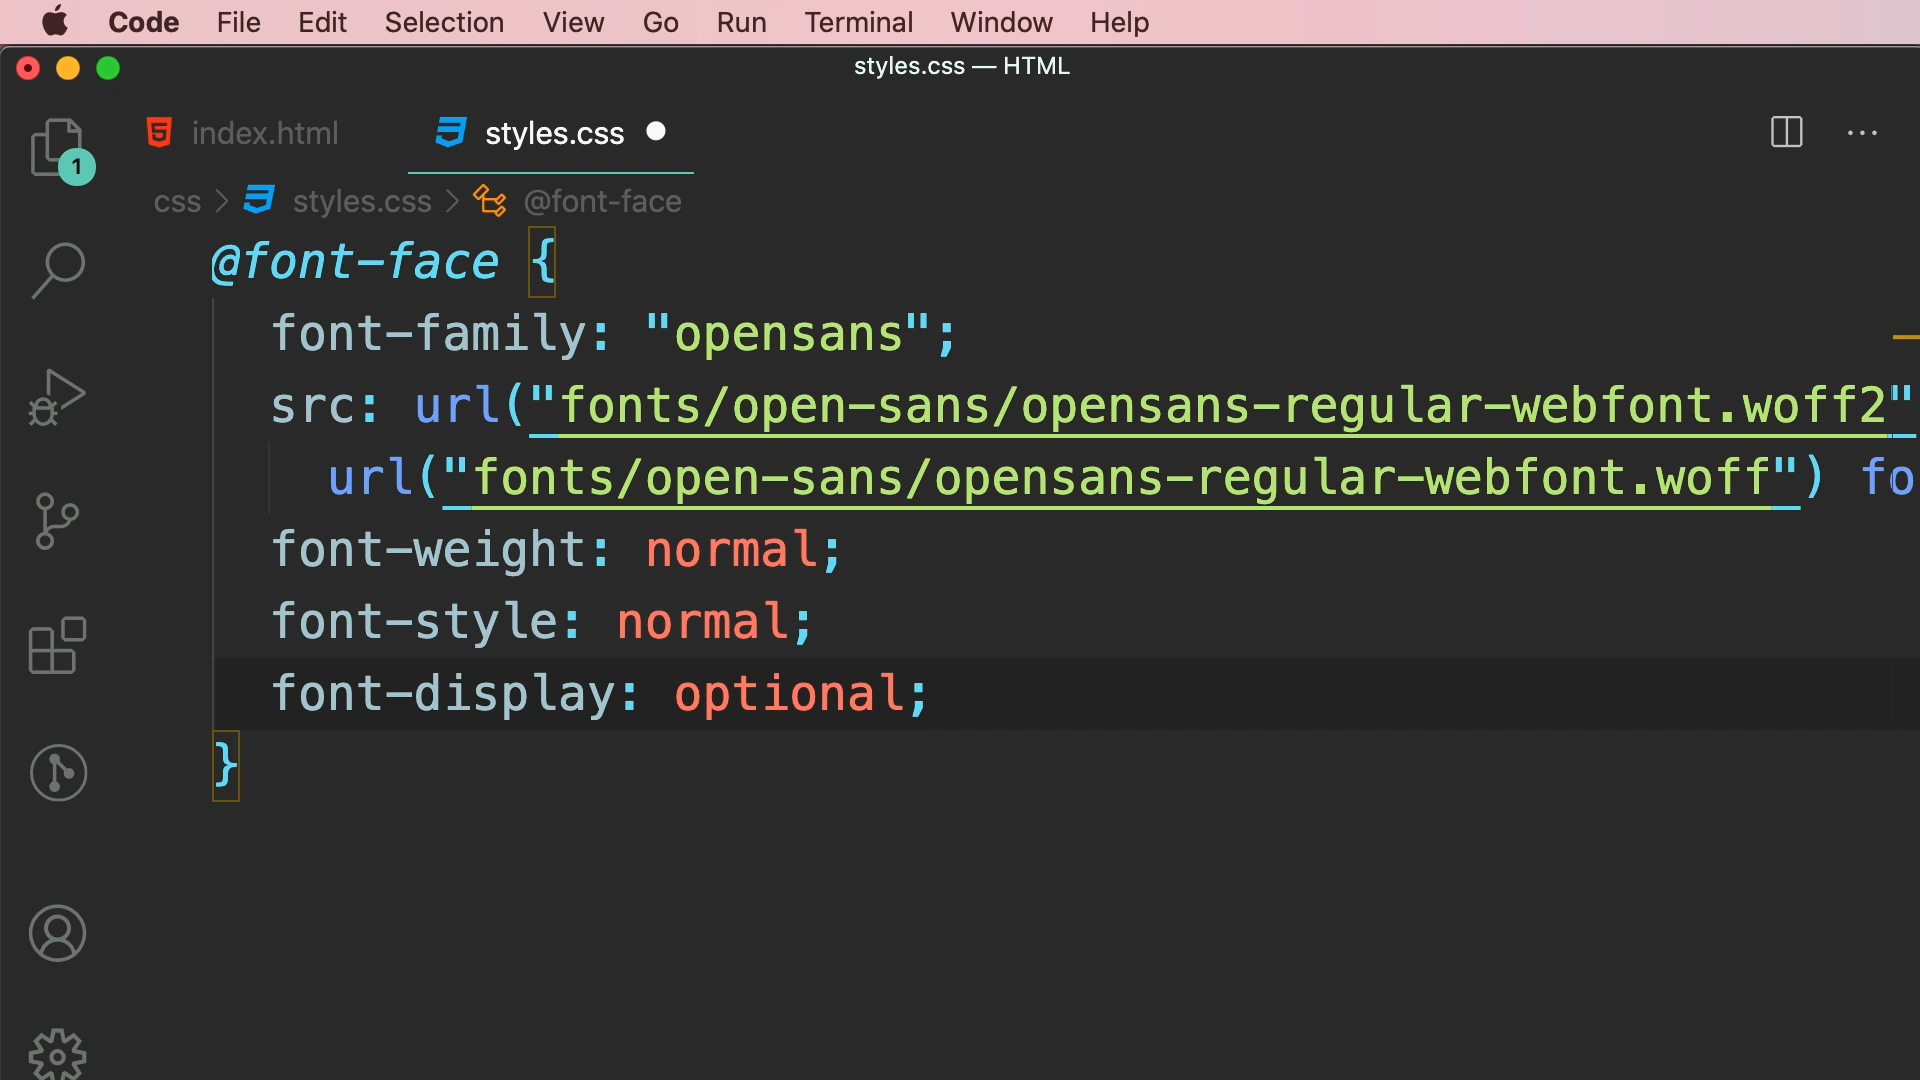 Code File Edit Selection View Go Run Terminal Window Help
styles.css — HTML
index.html styles.css
1
css > styles.css > @font-face
@font-face {
font-family: "opensans";
src: url("fonts/open-sans/opensans-regular-webfont.woff2"
url("fonts/open-sans/opensans-regular-webfont.woff") fo
font-weight: normal;
font-style: normal;
font-display: optional;
}